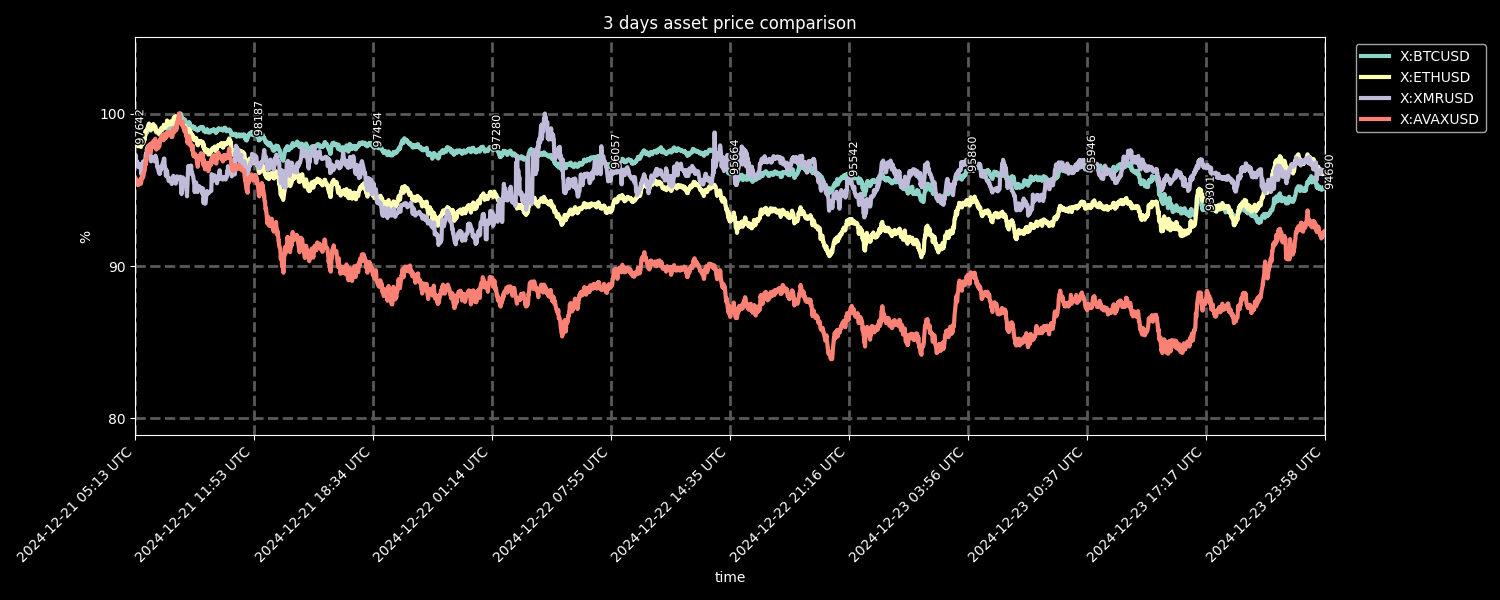 3 days asset price comparison
X:BTCUSD
X:ETHUSD
X:XMRUSD
X:AVAXUSD
%
100
90
80
97642
98187
97454
97280
96057
95664
95542
95860
95946
93301
94690
2024-12-21 05:13 UTC
2024-12-21 11:53 UTC
2024-12-21 18:34 UTC
2024-12-22 01:14 UTC
2024-12-22 07:55 UTC
2024-12-22 14:35 UTC
2024-12-22 21:16 UTC
2024-12-23 03:56 UTC
2024-12-23 10:37 UTC
2024-12-23 17:17 UTC
2024-12-23 23:58 UTC
time